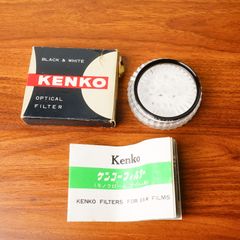 BLACK & WHITE
KENKO
OPTICAL
FILTER
Kenko
ケンコーフィルター
KENKO FILTERS FOR B&W FILMS